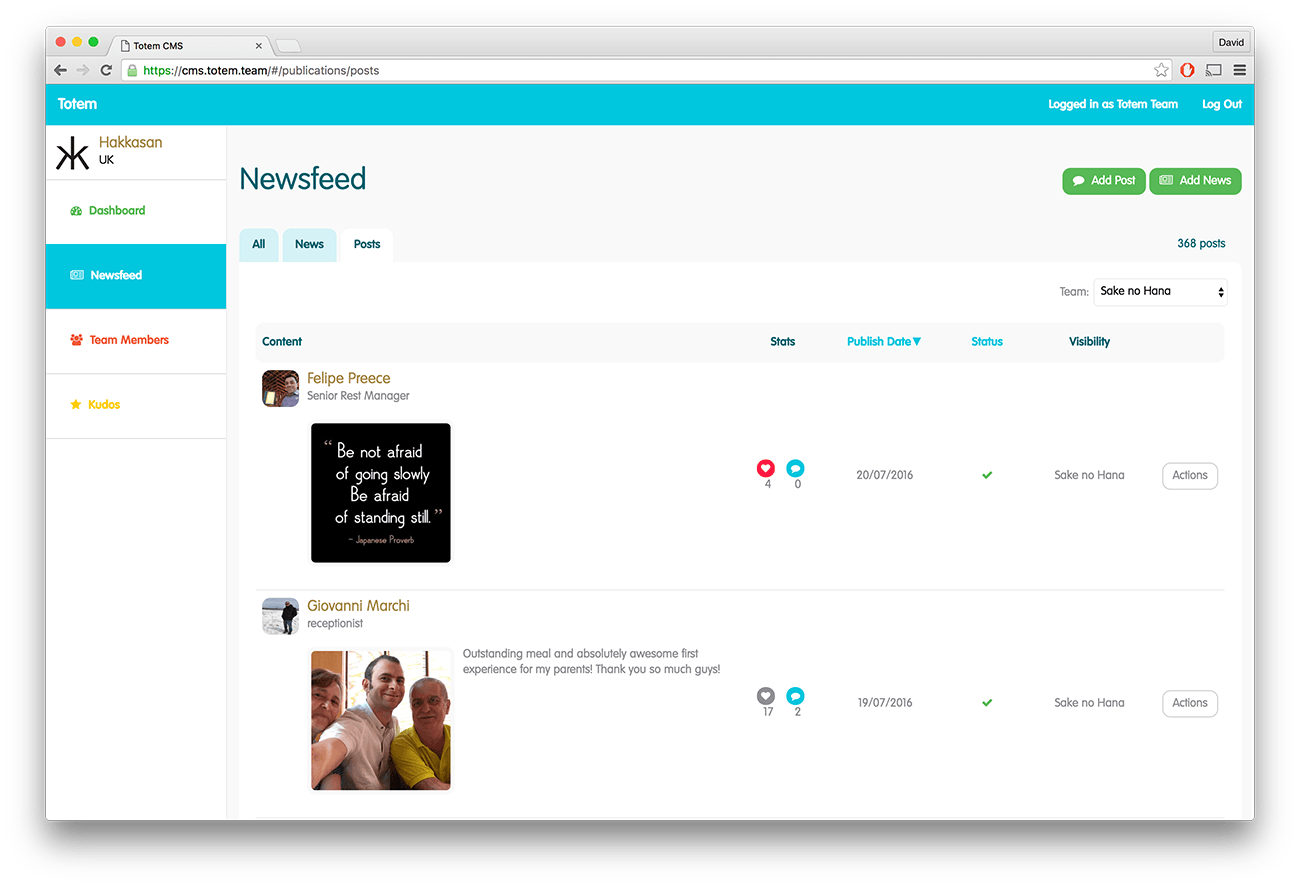 Totem CMS
David
https://cms.totem.team/#/publications/posts
Totem
Logged in as Totem Team
Log Out
Hakkasan
UK
Dashboard
Newsfeed
Team Members
Kudos
Newsfeed
Add Post
Add News
All
News
Posts
368 posts
Team:
Sake no Hana
Content
Stats
Publish Date▼
Status
Visibility
Felipe Preece
Senior Rest Manager
“ Be not afraid
of going slowly
Be afraid
of standing still. ”
- Japanese Proverb
4
0
20/07/2016
Sake no Hana
Actions
Giovanni Marchi
receptionist
Outstanding meal and absolutely awesome first
experience for my parents! Thank you so much guys!
17
2
19/07/2016
Sake no Hana
Actions